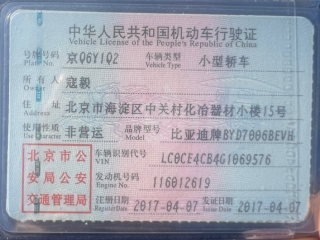 中华人民共和国机动车行驶证
Vehicle License of the People's Republic of China
号牌号码 京Q6Y1Q2 车辆类型 小型轿车
Plate No. Vehicle Type
所有人 寇毅
Owner
住址 北京市海淀区中关村化冶器材小楼15号
Address
使用性质 非营运 品牌型号 比亚迪牌BYD7006BEVH
Use Character Model
北京市公 车辆识别代号 LC0CE4CB4G1069576
VIN
安局公安 发动机号码 116012619
Engine No.
交通管理局 注册日期 2017-04-07 发证日期 2017-04-07
Register Date Issue Date